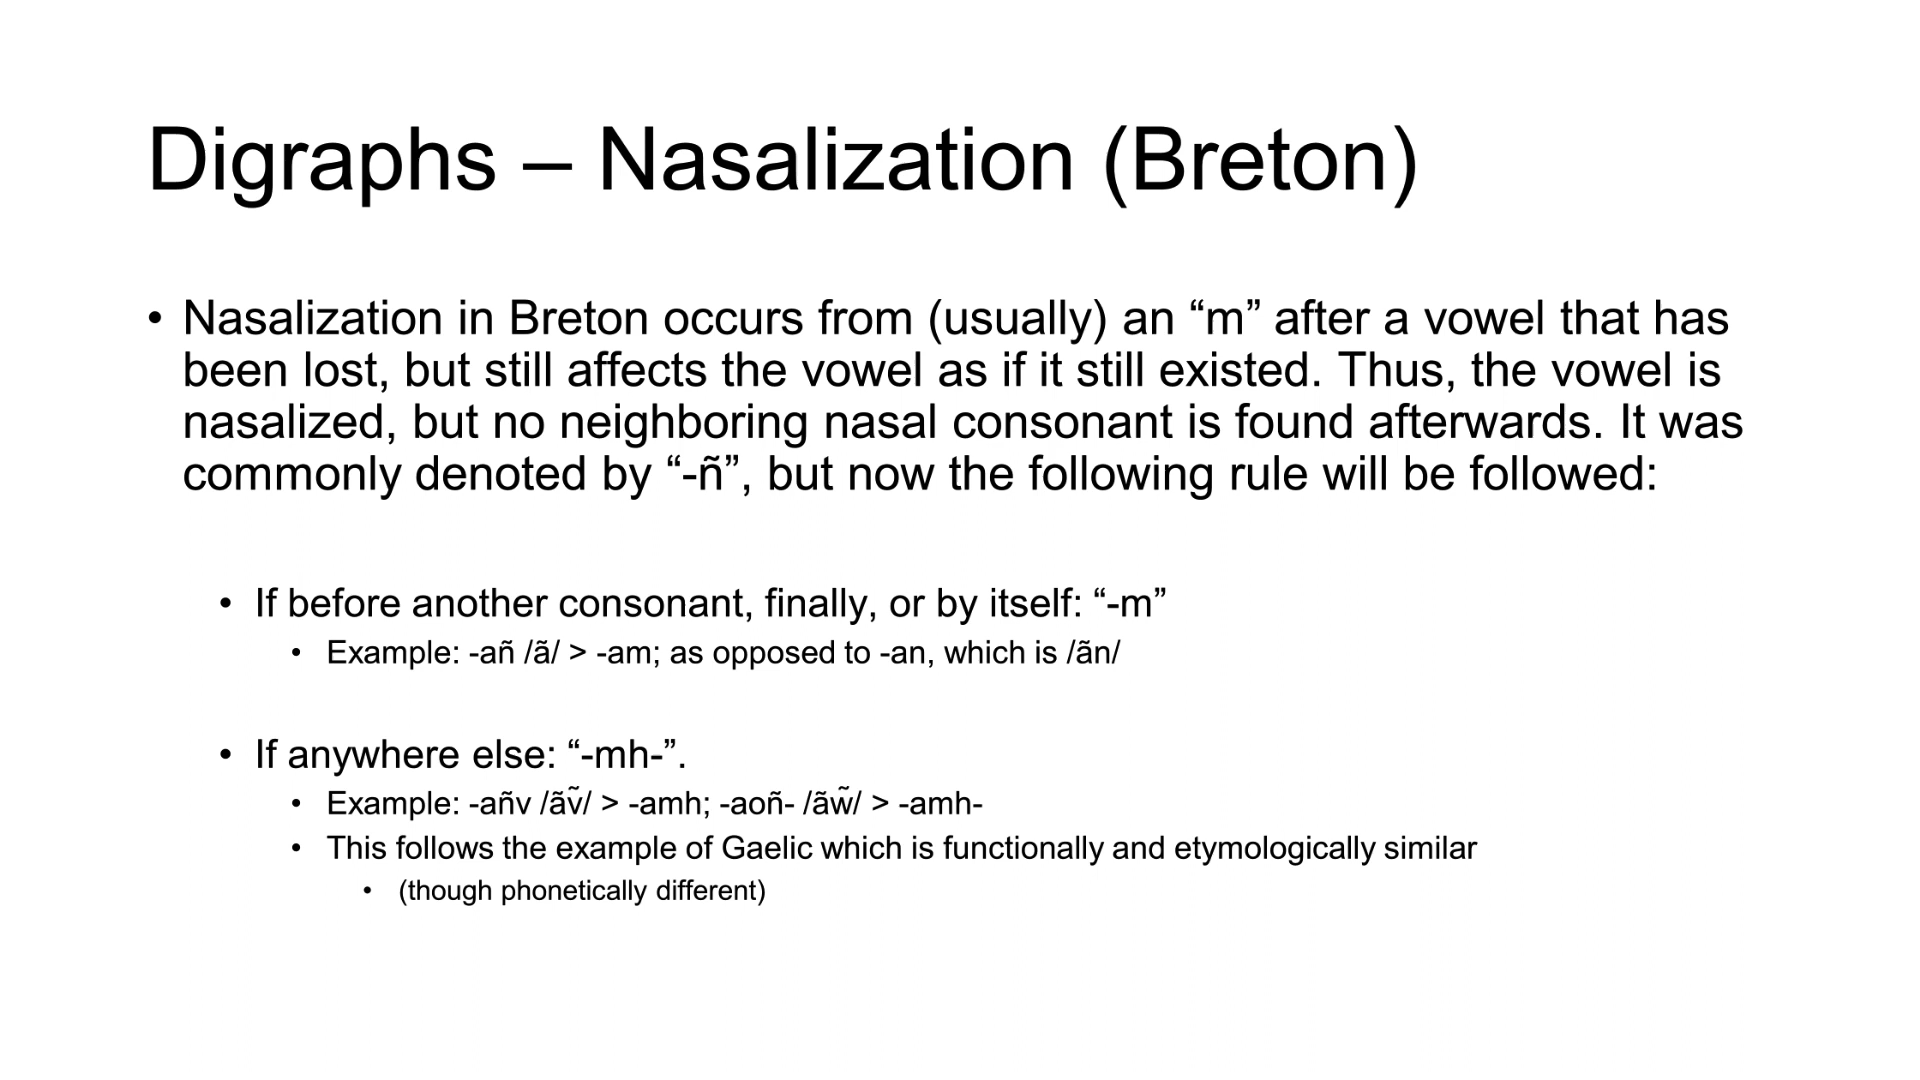 Digraphs – Nasalization (Breton)
• Nasalization in Breton occurs from (usually) an “m” after a vowel that has
been lost, but still affects the vowel as if it still existed. Thus, the vowel is
nasalized, but no neighboring nasal consonant is found afterwards. It was
commonly denoted by “-ñ”, but now the following rule will be followed:
• If before another consonant, finally, or by itself: “-m”
• Example: -añ /ã/ > -am; as opposed to -an, which is /ãn/
• If anywhere else: “-mh-”.
• Example: -añv /ãṽ/ > -amh; -aoñ- /ãw̃/ > -amh-
• This follows the example of Gaelic which is functionally and etymologically similar
• (though phonetically different)